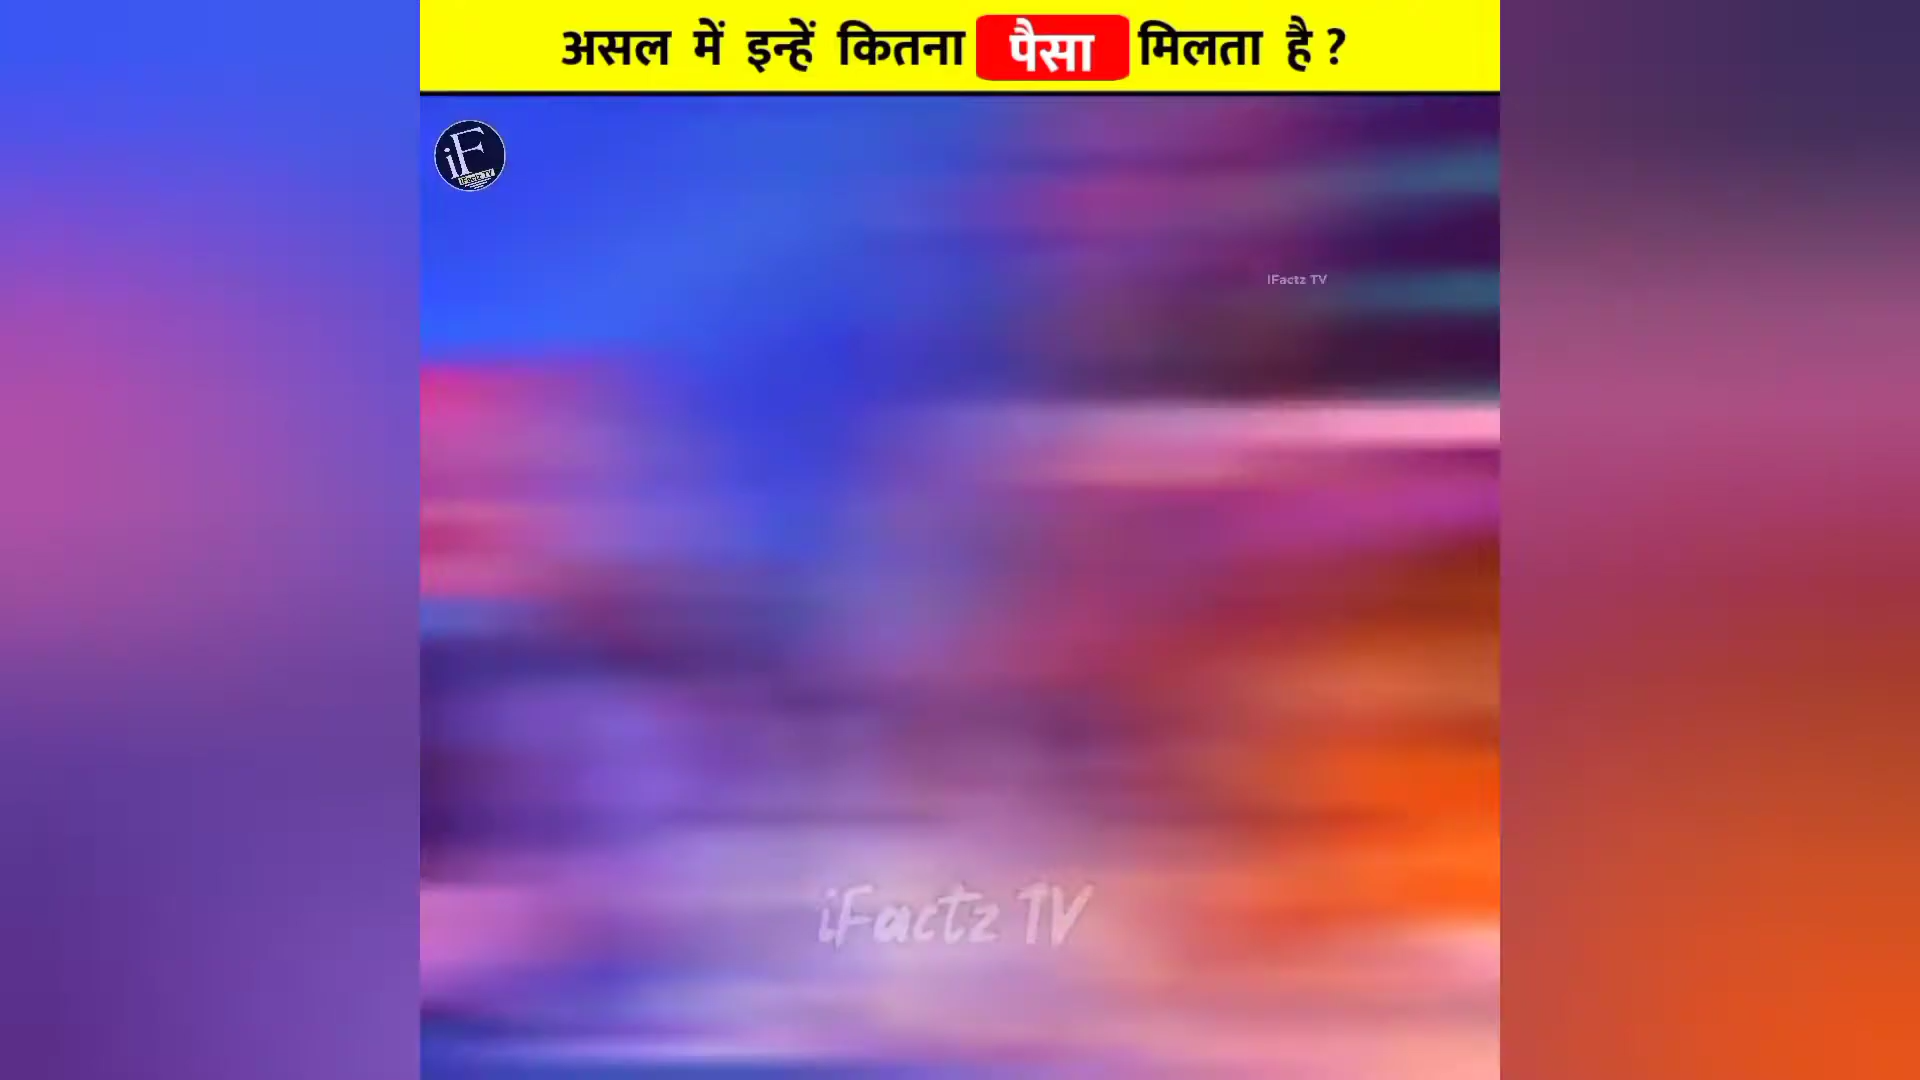 असल में इन्हें कितना पैसा मिलता है ?
iF
iFactz TV
iFactz TV
iFactz TV